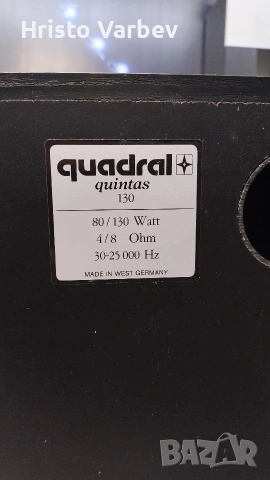 Hristo Varbev
quadral
quintas
130
80/130 Watt
4/8 Ohm
30-25 000 Hz
MADE IN WEST GERMANY
BAZAR